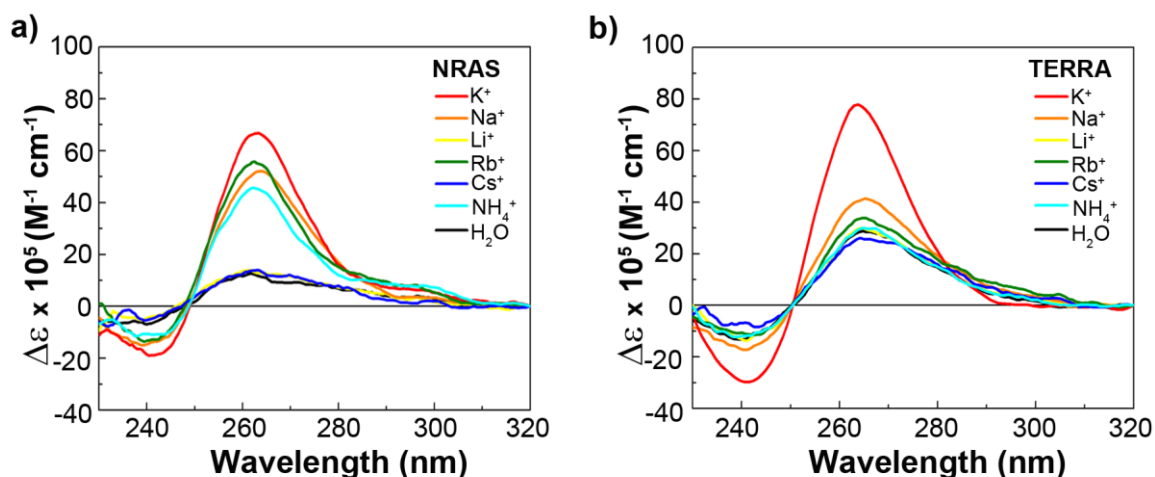 a)
NRAS
K⁺
Na⁺
Li⁺
Rb⁺
Cs⁺
NH₄⁺
H₂O
Δε x 10⁵ (M⁻¹ cm⁻¹)
100
80
60
40
20
0
-20
-40
240 260 280 300 320
Wavelength (nm)
b)
TERRA
K⁺
Na⁺
Li⁺
Rb⁺
Cs⁺
NH₄⁺
H₂O
Δε x 10⁵ (M⁻¹ cm⁻¹)
100
80
60
40
20
0
-20
-40
240 260 280 300 320
Wavelength (nm)